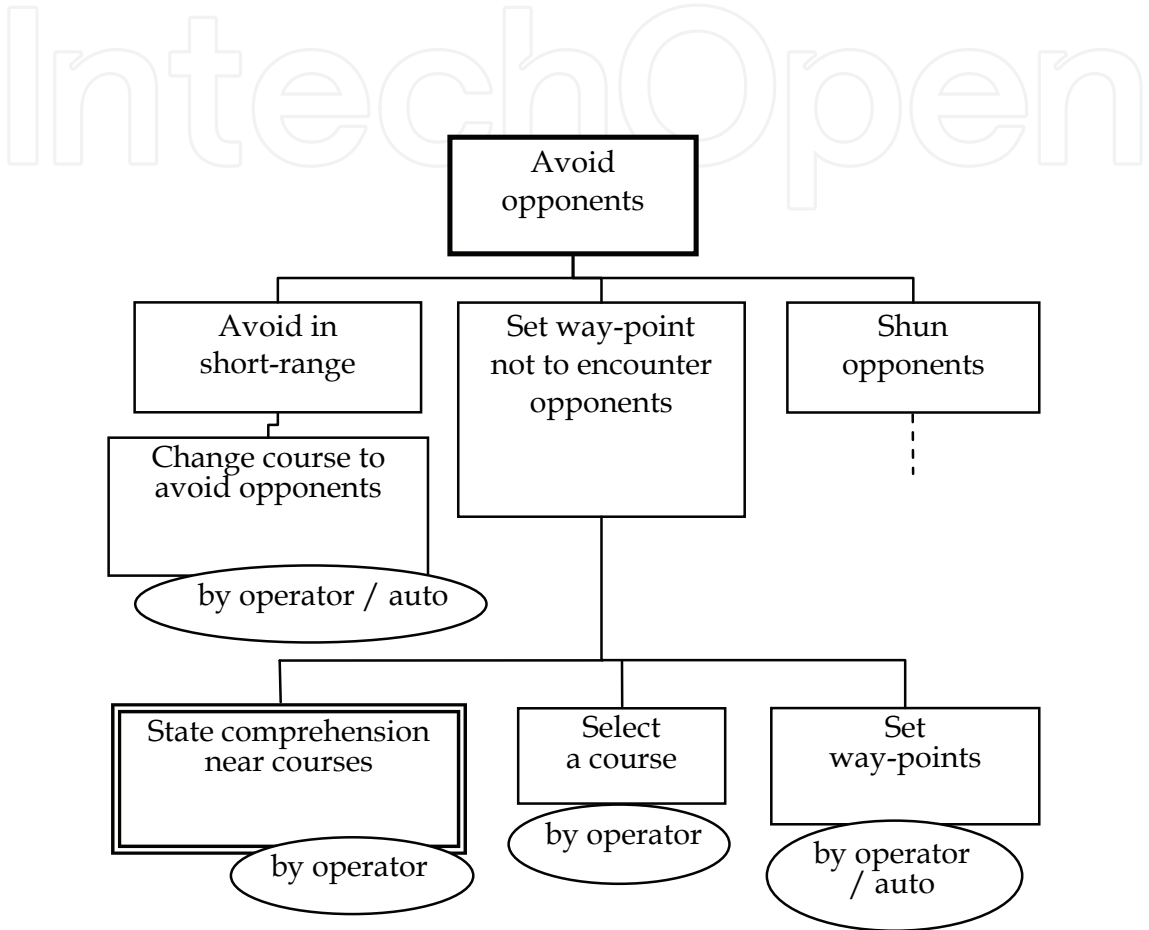 IntechOpen
Avoid
opponents
Avoid in
short-range
Set way-point
not to encounter
opponents
Shun
opponents
Change course to
avoid opponents
by operator / auto
State comprehension
near courses
by operator
Select
a course
by operator
Set
way-points
by operator
/ auto